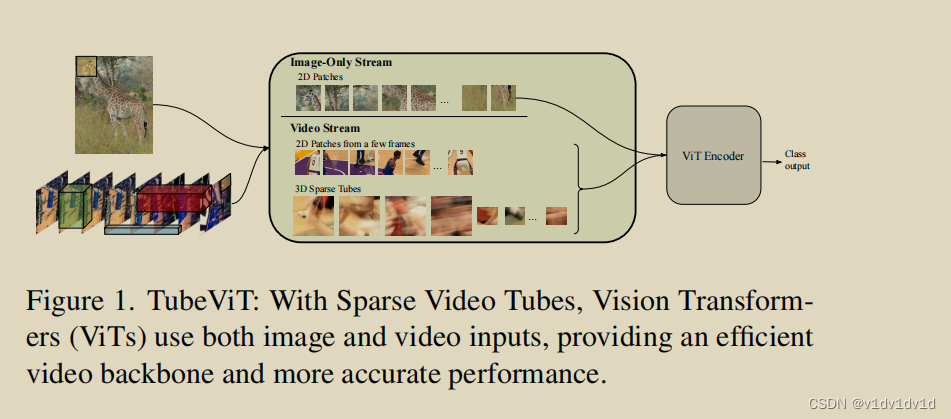 Image-Only Stream
2D Patches
...
Video Stream
2D Patches from a few frames
...
3D Sparse Tubes
...
ViT Encoder
Class
output
Figure 1. TubeViT: With Sparse Video Tubes, Vision Transform-
ers (ViTs) use both image and video inputs, providing an efficient
video backbone and more accurate performance.
CSDN @v1dv1dv1d